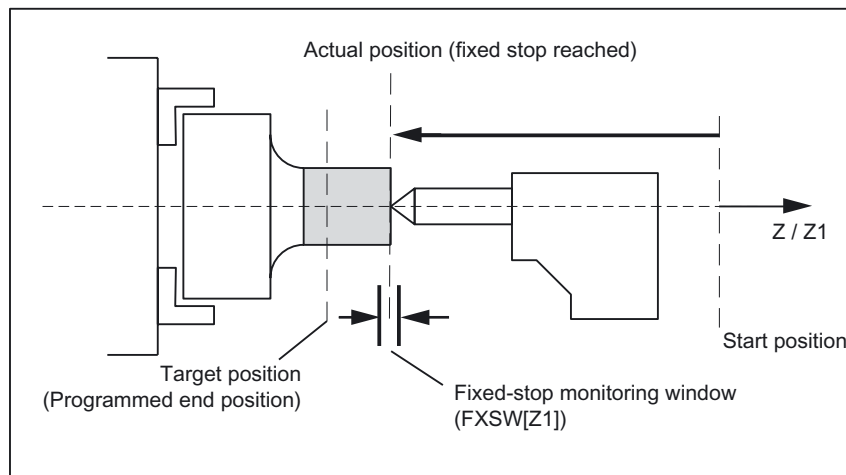 Actual position (fixed stop reached)
Z / Z1
Start position
Target position
(Programmed end position)
Fixed-stop monitoring window
(FXSW[Z1])